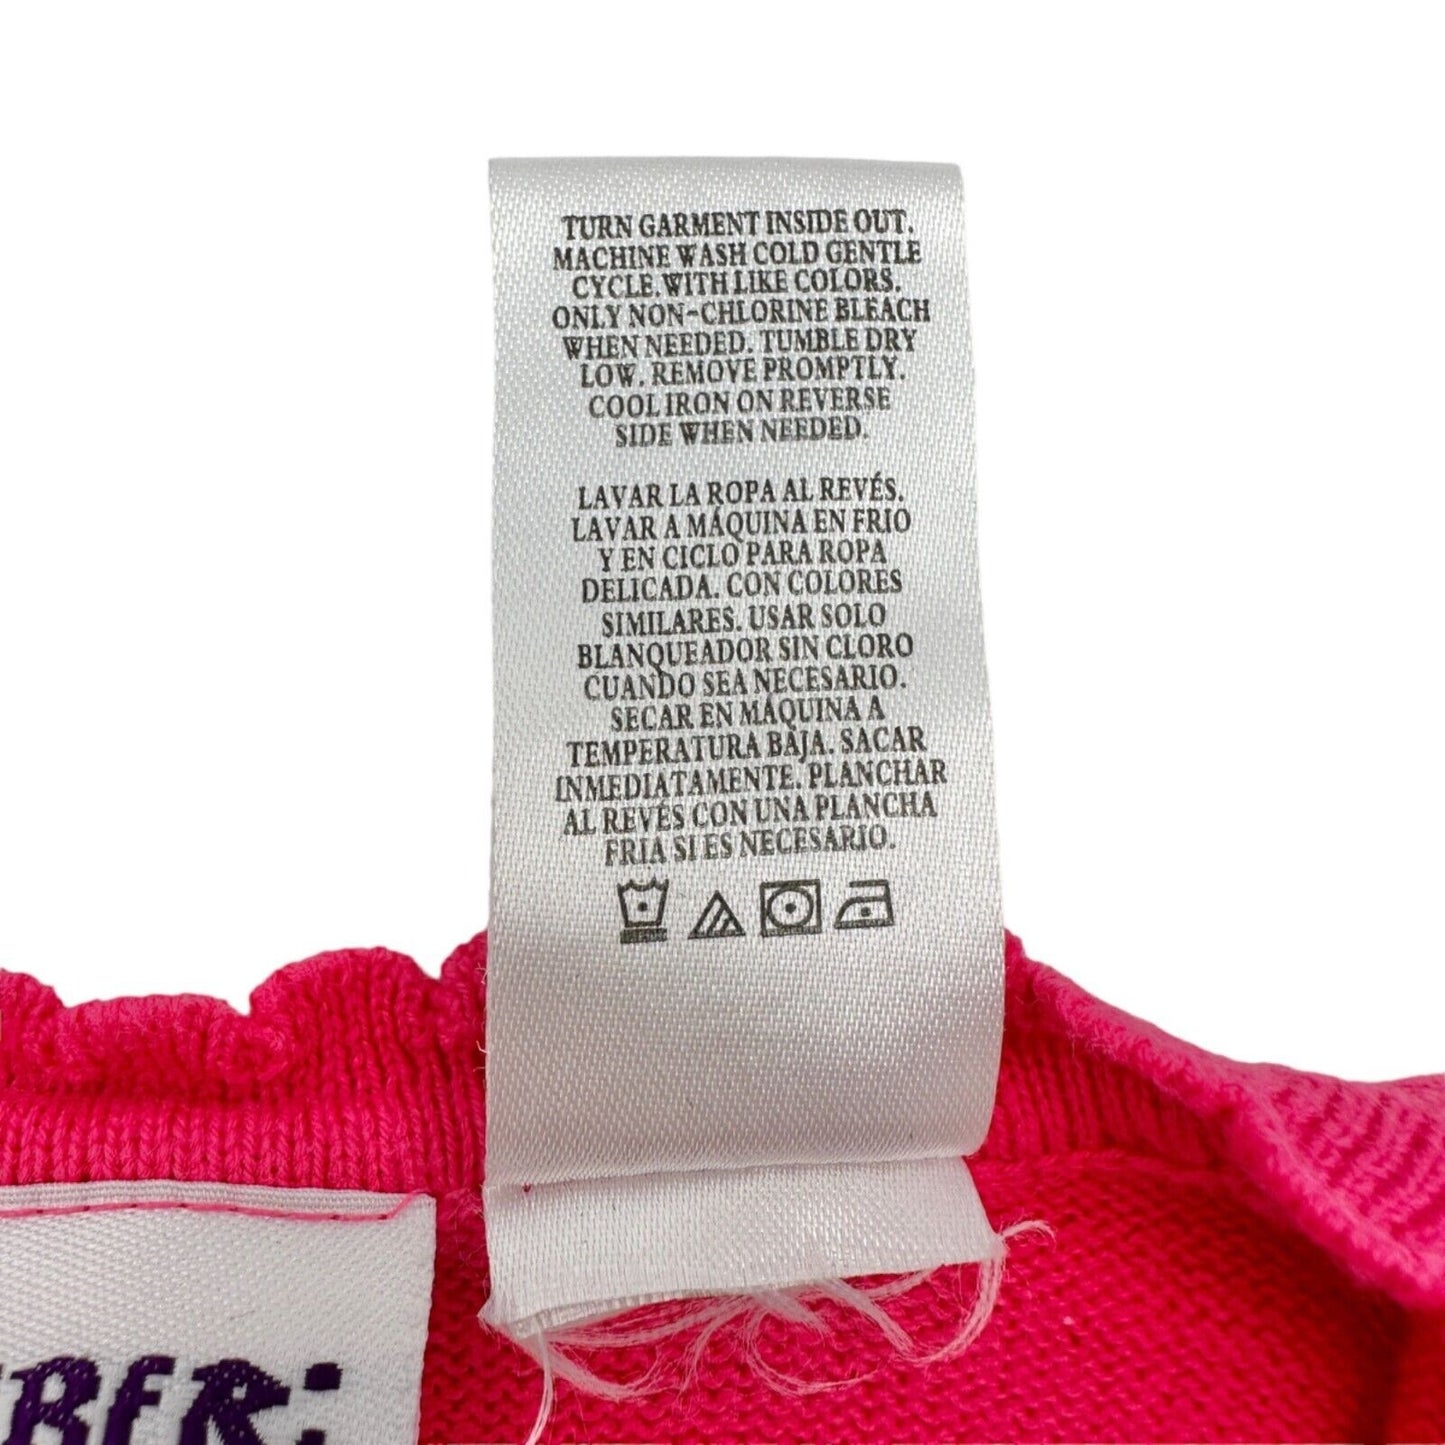 TURN GARMENT INSIDE OUT.
MACHINE WASH COLD GENTLE
CYCLE. WITH LIKE COLORS.
ONLY NON-CHLORINE BLEACH
WHEN NEEDED. TUMBLE DRY
LOW. REMOVE PROMPTLY.
COOL IRON ON REVERSE
SIDE WHEN NEEDED.
LAVAR LA ROPA AL REVÉS.
LAVAR A MÁQUINA EN FRIO
Y EN CICLO PARA ROPA
DELICADA. CON COLORES
SIMILARES. USAR SOLO
BLANQUEADOR SIN CLORO
CUANDO SEA NECESARIO.
SECAR EN MÁQUINA A
TEMPERATURA BAJA. SACAR
INMEDIATAMENTE. PLANCHAR
AL REVÉS CON UNA PLANCHA
FRIA SI ES NECESARIO.